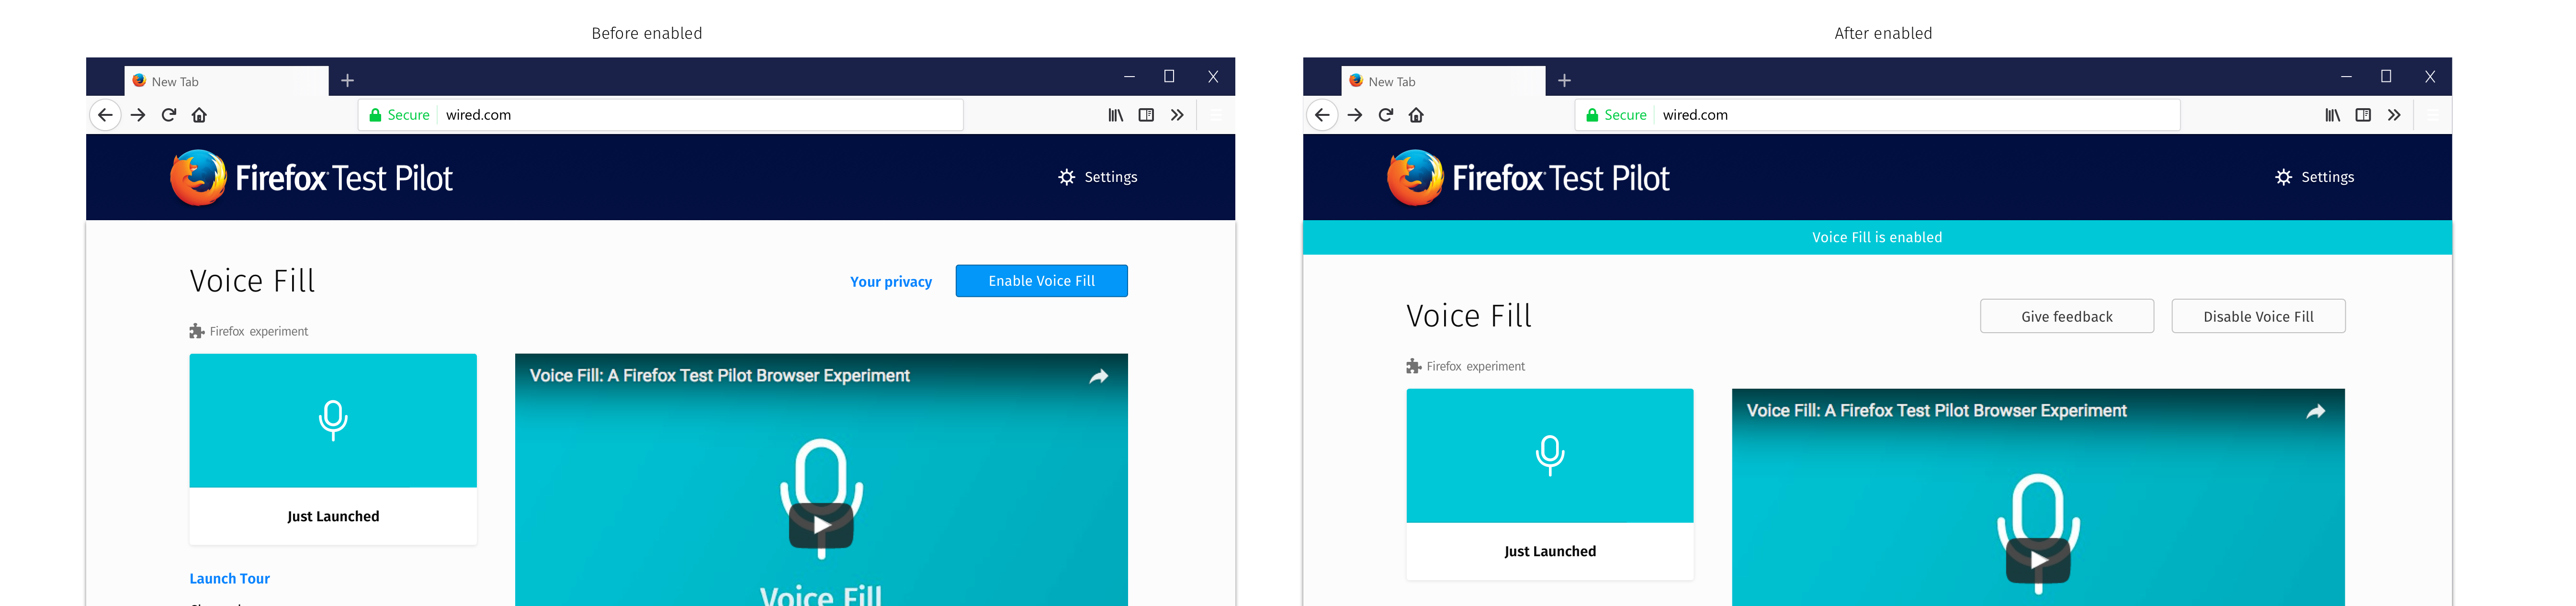 Before enabled
New Tab
Secure wired.com
Firefox Test Pilot
Settings
Voice Fill
Your privacy
Enable Voice Fill
Firefox experiment
Voice Fill: A Firefox Test Pilot Browser Experiment
Just Launched
Launch Tour
Voice Fill
After enabled
New Tab
Secure wired.com
Firefox Test Pilot
Settings
Voice Fill is enabled
Voice Fill
Give feedback
Disable Voice Fill
Firefox experiment
Voice Fill: A Firefox Test Pilot Browser Experiment
Just Launched